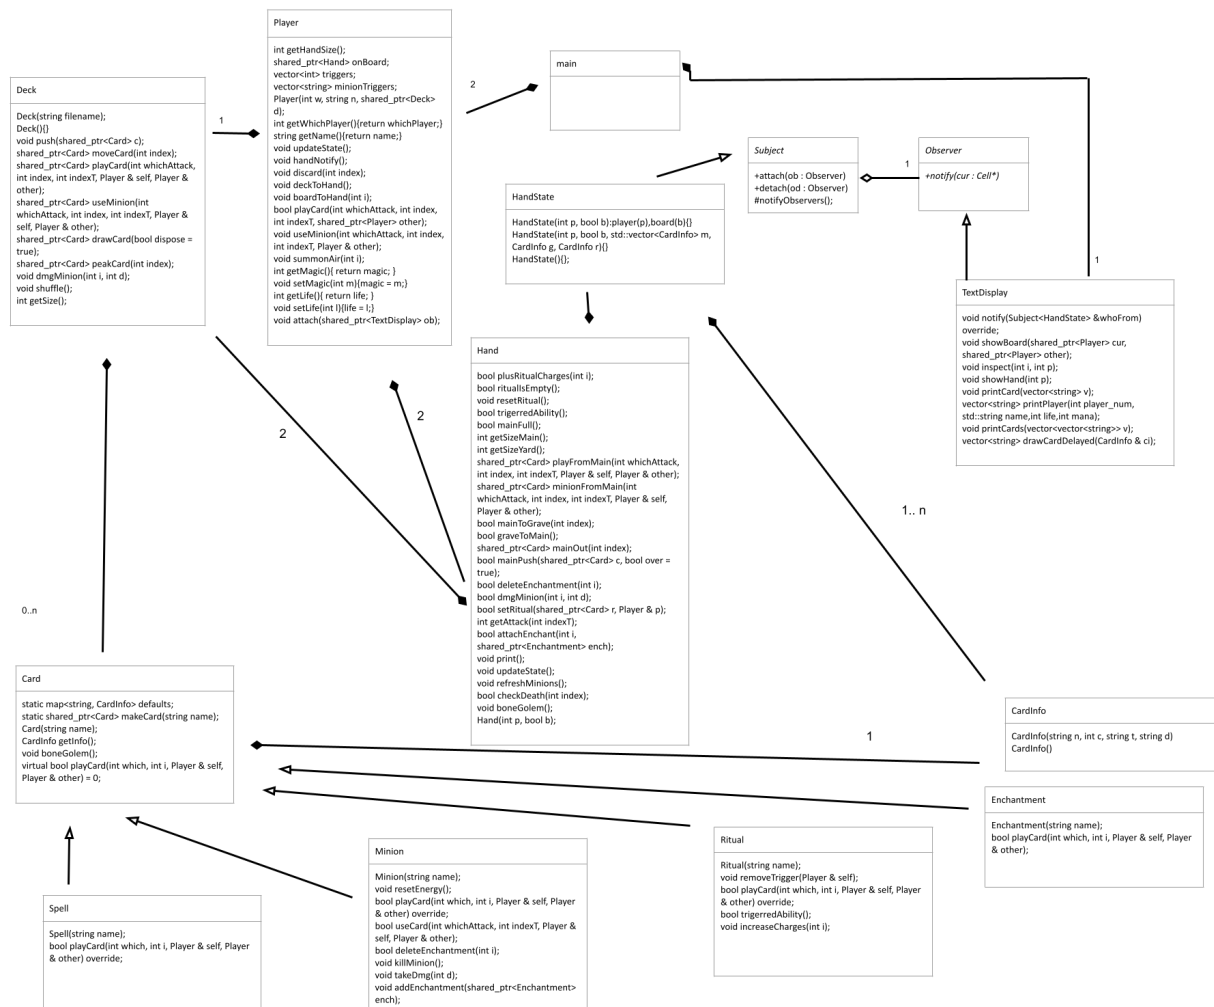 Player
int getHandSize();
shared_ptr<Hand> onBoard;
vector<int> triggers;
vector<string> minionTriggers;
Player(int w, string n, shared_ptr<Deck>
d);
int getWhichPlayer(){return whichPlayer;}
string getName(){return name;}
void updateState();
void handNotify();
void discard(int index);
void deckToHand();
void boardToHand(int i);
bool playCard(int whichAttack, int index,
int indexT, shared_ptr<Player> other);
void useMinion(int whichAttack, int index,
int indexT, Player & other);
void summonAir(int i);
int getMagic(){ return magic; }
void setMagic(int m){magic = m;}
int getLife(){ return life; }
void setLife(int l){life = l;}
void attach(shared_ptr<TextDisplay> ob);
Deck
Deck(string filename);
Deck(){}
void push(shared_ptr<Card> c);
shared_ptr<Card> moveCard(int index);
shared_ptr<Card> playCard(int whichAttack,
int index, int indexT, Player & self, Player &
other);
shared_ptr<Card> useMinion(int
whichAttack, int index, int indexT, Player &
self, Player & other);
shared_ptr<Card> drawCard(bool dispose =
true);
shared_ptr<Card> peakCard(int index);
void dmgMinion(int i, int d);
void shuffle();
int getSize();
1
2
main
Subject
+attach(ob : Observer)
+detach(od : Observer)
#notifyObservers();
1
Observer
+notify(cur : Cell*)
HandState
HandState(int p, bool b):player(p),board(b){}
HandState(int p, bool b, std::vector<CardInfo> m,
CardInfo g, CardInfo r){}
HandState(){};
1
TextDisplay
void notify(Subject<HandState> &whoFrom)
override;
void showBoard(shared_ptr<Player> cur,
shared_ptr<Player> other);
void inspect(int i, int p);
void showHand(int p);
void printCard(vector<string> v);
vector<string> printPlayer(int player_num,
std::string name,int life,int mana);
void printCards(vector<vector<string>> v);
vector<string> drawCardDelayed(CardInfo & ci);
Hand
bool plusRitualCharges(int i);
bool ritualIsEmpty();
void resetRitual();
bool trigerredAbility();
bool mainFull();
int getSizeMain();
int getSizeYard();
shared_ptr<Card> playFromMain(int whichAttack,
int index, int indexT, Player & self, Player & other);
shared_ptr<Card> minionFromMain(int
whichAttack, int index, int indexT, Player & self,
Player & other);
bool mainToGrave(int index);
bool graveToMain();
shared_ptr<Card> mainOut(int index);
bool mainPush(shared_ptr<Card> c, bool over =
true);
bool deleteEnchantment(int i);
bool dmgMinion(int i, int d);
bool setRitual(shared_ptr<Card> r, Player & p);
int getAttack(int indexT);
bool attachEnchant(int i,
shared_ptr<Enchantment> ench);
void print();
void updateState();
void refreshMinions();
bool checkDeath(int index);
void boneGolem();
Hand(int p, bool b);
2
2
1.. n
0..n
Card
static map<string, CardInfo> defaults;
static shared_ptr<Card> makeCard(string name);
Card(string name);
CardInfo getInfo();
void boneGolem();
virtual bool playCard(int which, int i, Player & self,
Player & other) = 0;
1
CardInfo
CardInfo(string n, int c, string t, string d)
CardInfo()
Enchantment
Enchantment(string name);
bool playCard(int which, int i, Player & self, Player
& other);
Ritual
Ritual(string name);
void removeTrigger(Player & self);
bool playCard(int which, int i, Player & self, Player
& other) override;
bool trigerredAbility();
void increaseCharges(int i);
Minion
Minion(string name);
void resetEnergy();
bool playCard(int which, int i, Player & self, Player
& other) override;
bool useCard(int whichAttack, int indexT, Player &
self, Player & other);
bool deleteEnchantment(int i);
void killMinion();
void takeDmg(int d);
void addEnchantment(shared_ptr<Enchantment>
ench);
Spell
Spell(string name);
bool playCard(int which, int i, Player & self, Player
& other) override;